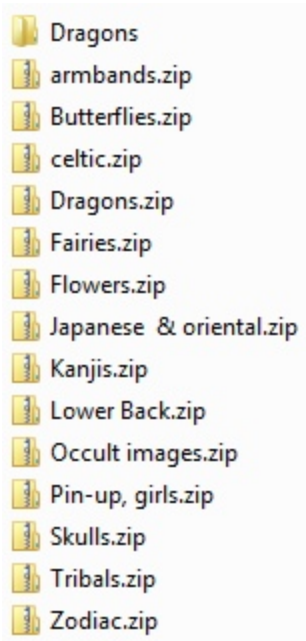 Dragons
armbands.zip
Butterflies.zip
celtic.zip
Dragons.zip
Fairies.zip
Flowers.zip
Japanese  & oriental.zip
Kanjis.zip
Lower Back.zip
Occult images.zip
Pin-up, girls.zip
Skulls.zip
Tribals.zip
Zodiac.zip